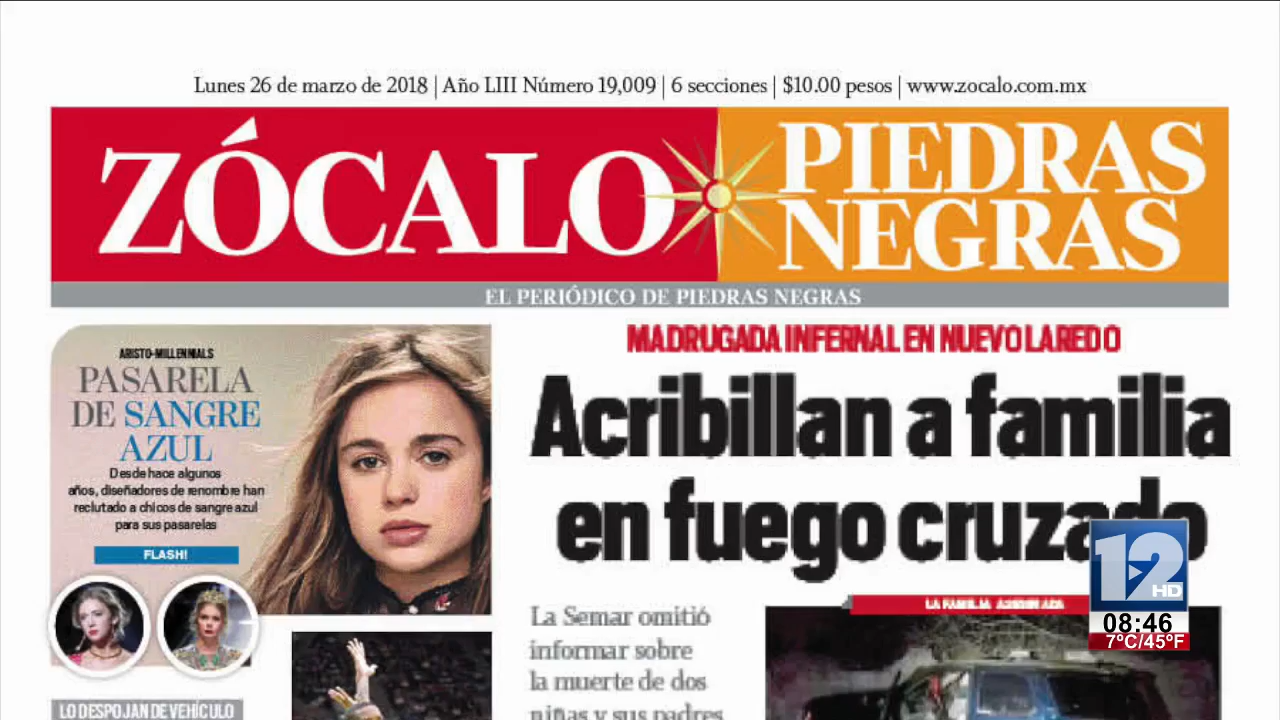 Lunes 26 de marzo de 2018 | Año LIII Número 19,009 | 6 secciones | $10.00 pesos | www.zocalo.com.mx
ZÓCALO
PIEDRAS
NEGRAS
EL PERIÓDICO DE PIEDRAS NEGRAS
ARISTO-MILLENNIALS
PASARELA
DE SANGRE
AZUL
Desde hace algunos
años, diseñadores de renombre han
reclutado a chicos de sangre azul
para sus pasarelas
FLASH!
LO DESPOJAN DE VEHÍCULO
MADRUGADA INFERNAL EN NUEVO LAREDO
Acribillan a familia
en fuego cruzado
La Semar omitió
informar sobre
la muerte de dos
niñas y sus padres
LA FAMILIA ASESINADA
12
HD
08:46
7°C/45°F